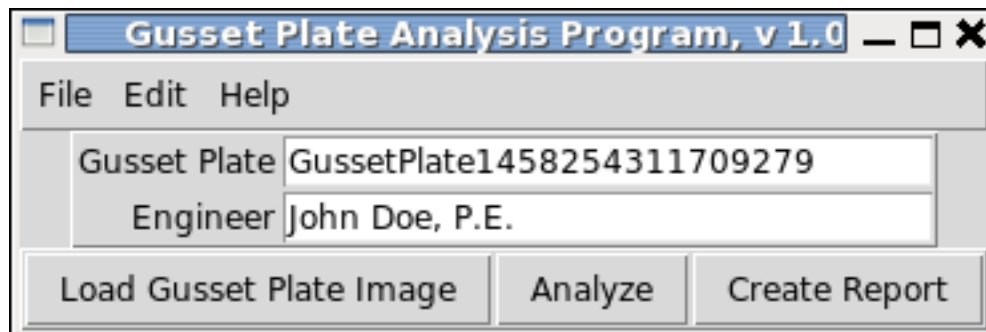 Gusset Plate Analysis Program, v 1.0
File Edit Help
Gusset Plate GussetPlate1458254311709279
Engineer John Doe, P.E.
Load Gusset Plate Image Analyze Create Report